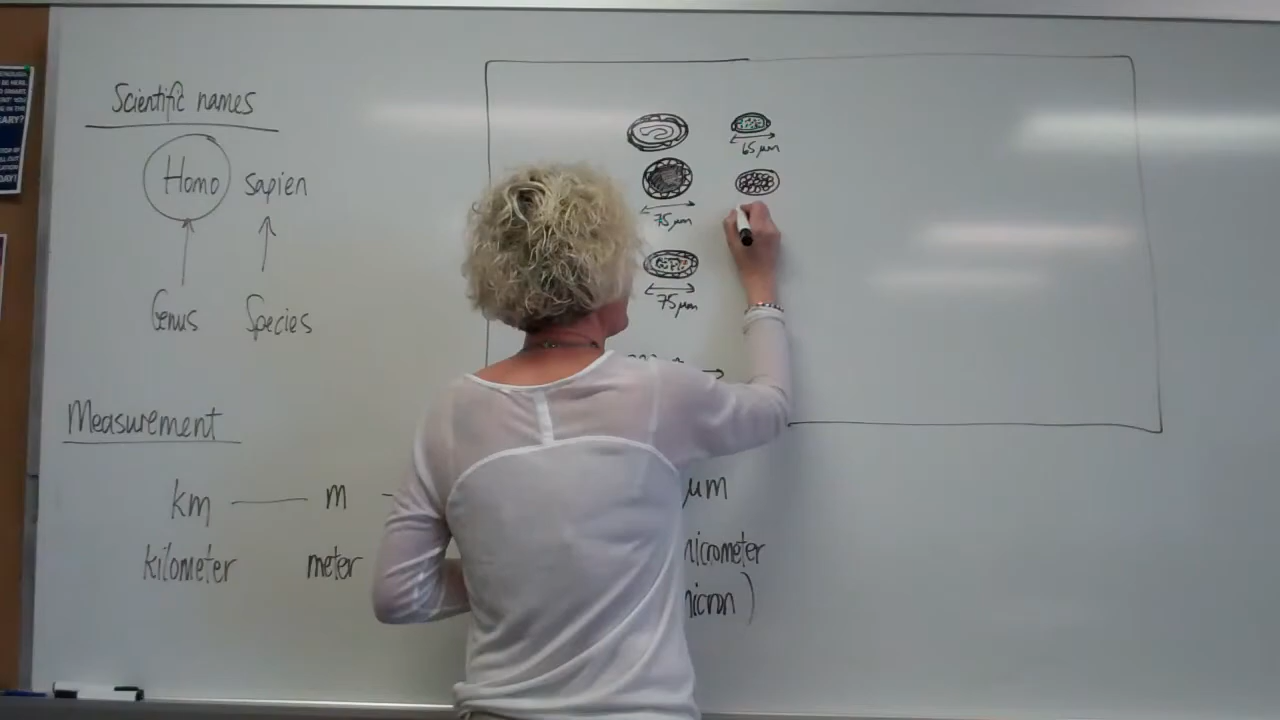 Scientific names
Homo sapien
Genus Species
Measurement
km m μm
kilometer meter micrometer
micron)
65 μm
75 μm
75 μm